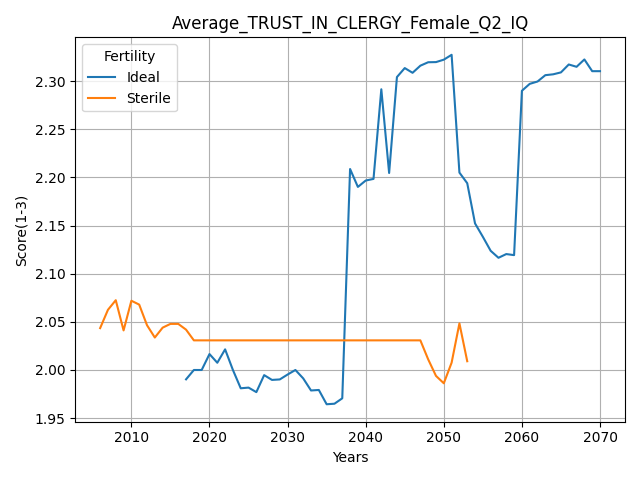 Average_TRUST_IN_CLERGY_Female_Q2_IQ
Fertility
Ideal
Sterile
Score(1-3)
2.30
2.25
2.20
2.15
2.10
2.05
2.00
1.95
2010 2020 2030 2040 2050 2060 2070
Years